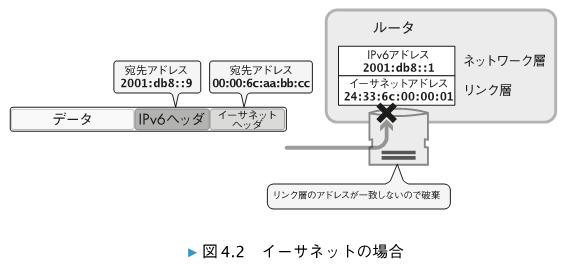 ルータ
IPv6アドレス
2001:db8::1
ネットワーク層
イーサネットアドレス
24:33:6c:00:00:01
リンク層
宛先アドレス
2001:db8::9
宛先アドレス
00:00:6c:aa:bb:cc
データ
IPv6ヘッダ
イーサネット
ヘッダ
リンク層のアドレスが一致しないので破棄
▶ 図4.2　イーサネットの場合